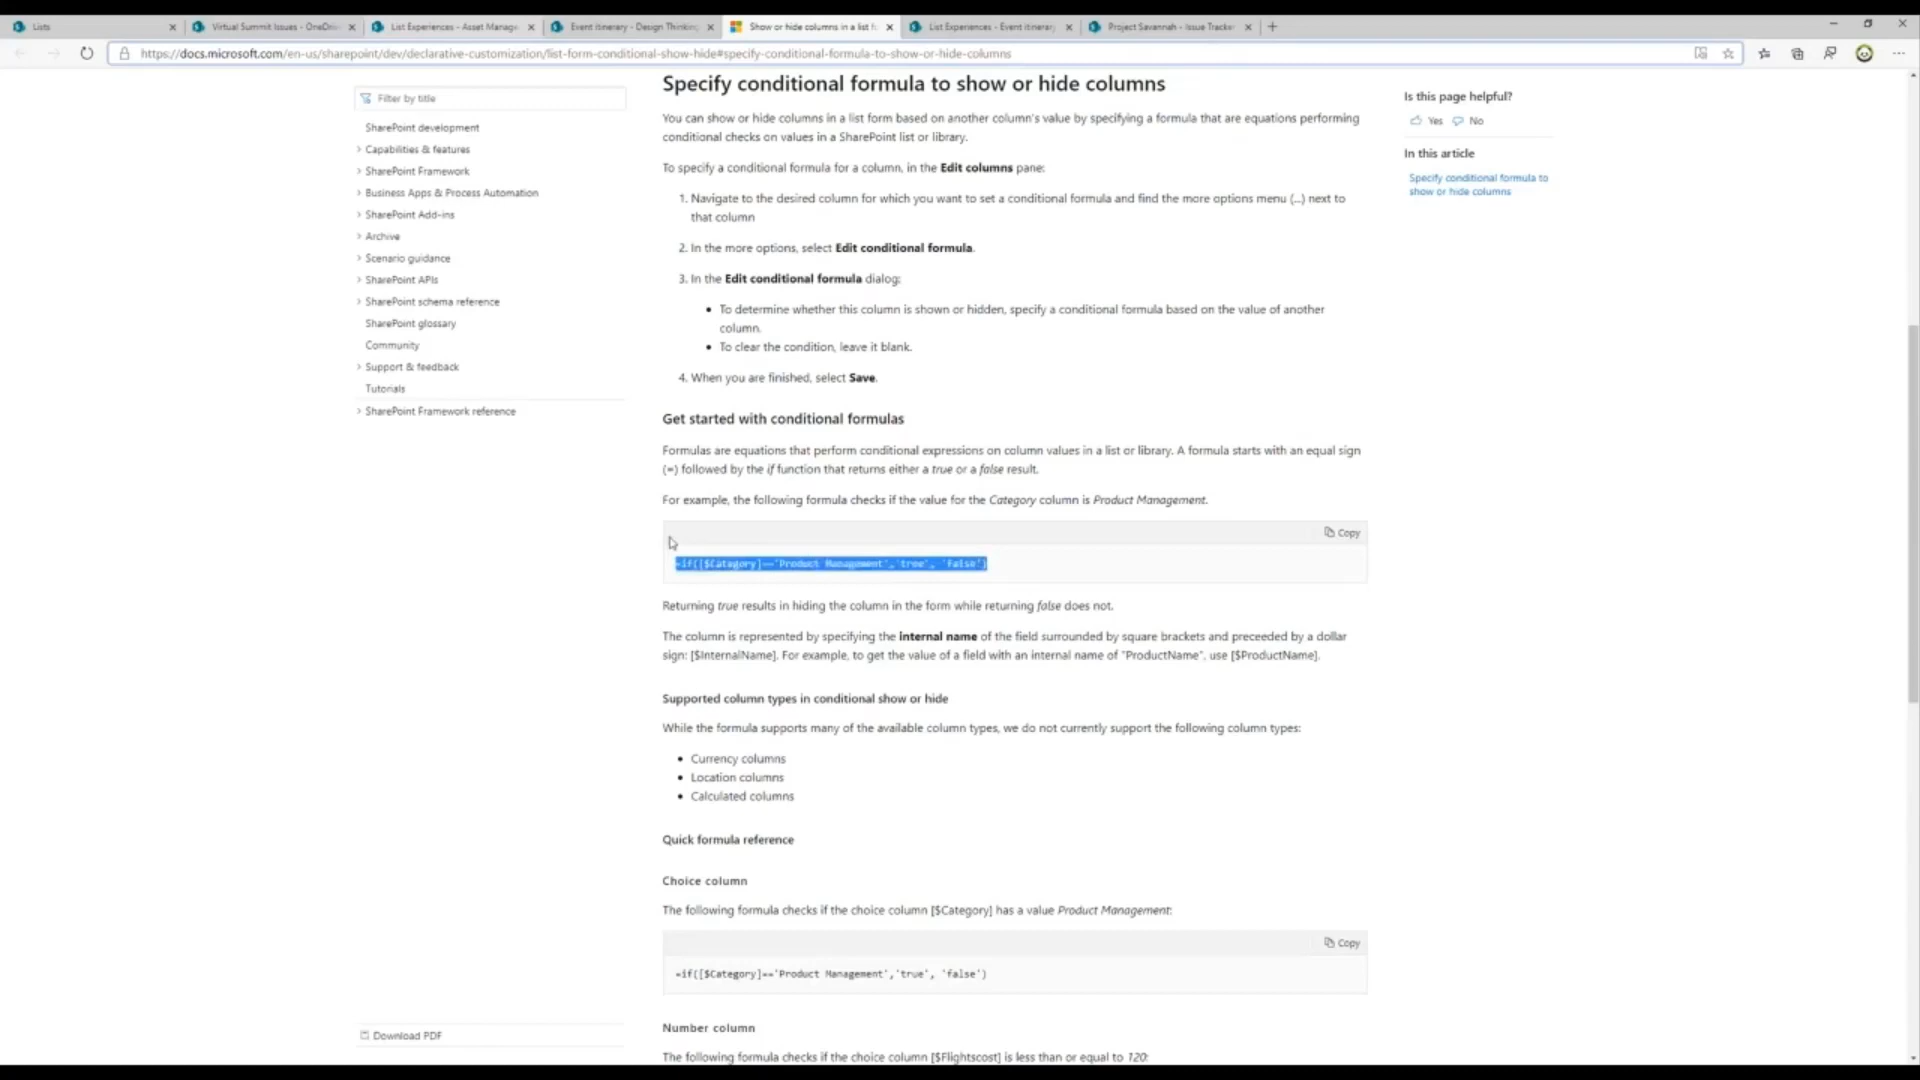 Lists
Virtual Summit Issues - OneDri
List Experiences - Asset Manage
Event itinerary - Design Thinking
Show or hide columns in a list f
List Experiences - Event itinerary
Project Savannah - Issue Tracker
https://docs.microsoft.com/en-us/sharepoint/dev/declarative-customization/list-form-conditional-show-hide#specify-conditional-formula-to-show-or-hide-columns
Filter by title
SharePoint development
Capabilities & features
SharePoint Framework
Business Apps & Process Automation
SharePoint Add-ins
Archive
Scenario guidance
SharePoint APIs
SharePoint schema reference
SharePoint glossary
Community
Support & feedback
Tutorials
SharePoint Framework reference
Download PDF
Specify conditional formula to show or hide columns
You can show or hide columns in a list form based on another column's value by specifying a formula that are equations performing
conditional checks on values in a SharePoint list or library.
To specify a conditional formula for a column, in the Edit columns pane:
1. Navigate to the desired column for which you want to set a conditional formula and find the more options menu (...) next to
that column
2. In the more options, select Edit conditional formula.
3. In the Edit conditional formula dialog:
• To determine whether this column is shown or hidden, specify a conditional formula based on the value of another
column.
• To clear the condition, leave it blank.
4. When you are finished, select Save.
Get started with conditional formulas
Formulas are equations that perform conditional expressions on column values in a list or library. A formula starts with an equal sign
(=) followed by the if function that returns either a true or a false result.
For example, the following formula checks if the value for the Category column is Product Management.
Copy
=if([$Category]=='Product Management','true', 'false')
Returning true results in hiding the column in the form while returning false does not.
The column is represented by specifying the internal name of the field surrounded by square brackets and preceeded by a dollar
sign: [$InternalName]. For example, to get the value of a field with an internal name of "ProductName", use [$ProductName].
Supported column types in conditional show or hide
While the formula supports many of the available column types, we do not currently support the following column types:
• Currency columns
• Location columns
• Calculated columns
Quick formula reference
Choice column
The following formula checks if the choice column [$Category] has a value Product Management:
Copy
=if([$Category]=='Product Management','true', 'false')
Number column
The following formula checks if the choice column [$Flightscost] is less than or equal to 120:
Is this page helpful?
Yes No
In this article
Specify conditional formula to
show or hide columns